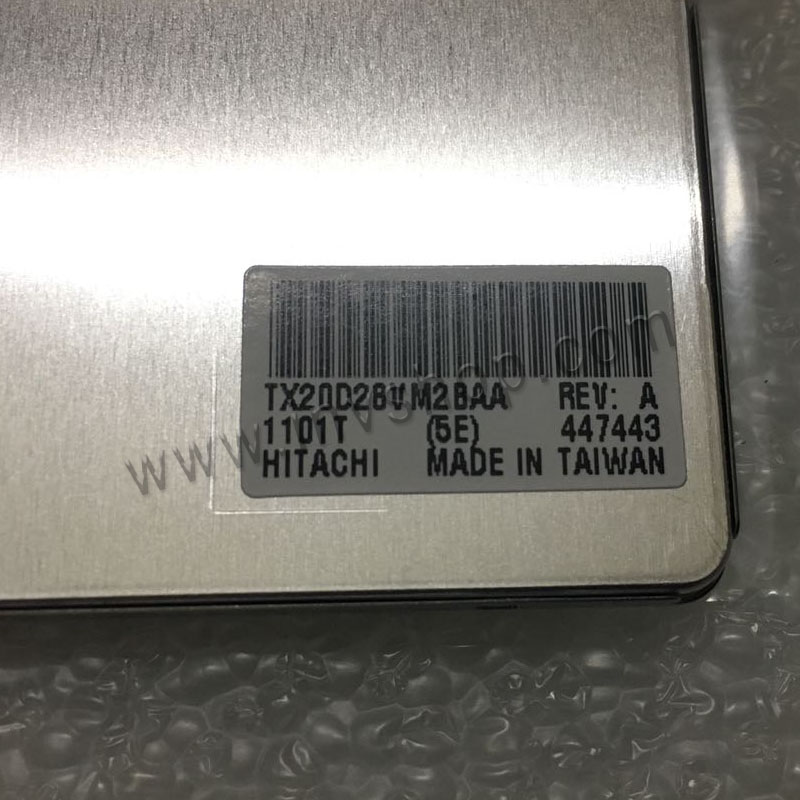 TX20D28VM2BAA REV: A
1101T (5E) 447443
HITACHI MADE IN TAIWAN